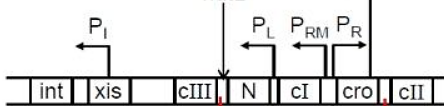 P_I P_L P_RM P_R
int xis cIII N cI cro cII